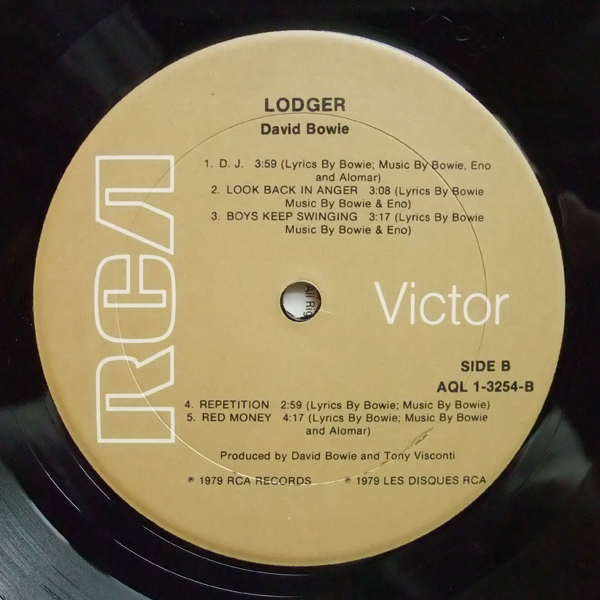 LODGER
David Bowie
1. D. J. 3:59 (Lyrics By Bowie; Music By Bowie, Eno
and Alomar)
2. LOOK BACK IN ANGER 3:08 (Lyrics By Bowie
Music By Bowie & Eno)
3. BOYS KEEP SWINGING 3:17 (Lyrics By Bowie
Music By Bowie & Eno)
RCA
All Rig
Victor
SIDE B
AQL 1-3254-B
4. REPETITION 2:59 (Lyrics By Bowie; Music By Bowie)
5. RED MONEY 4:17 (Lyrics By Bowie; Music By Bowie
and Alomar)
Produced by David Bowie and Tony Visconti
℗ 1979 RCA RECORDS ℗ 1979 LES DISQUES RCA